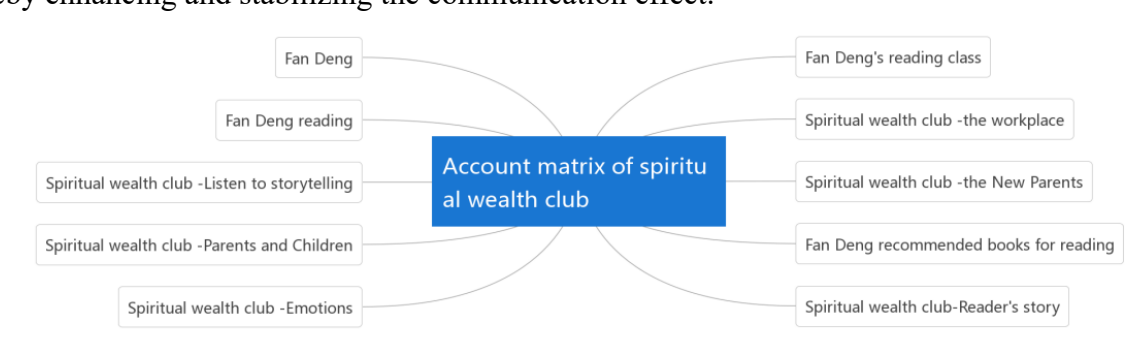 by enhancing and stabilizing the communication effect.
Fan Deng
Fan Deng reading
Spiritual wealth club -Listen to storytelling
Spiritual wealth club -Parents and Children
Spiritual wealth club -Emotions
Account matrix of spiritu
al wealth club
Fan Deng's reading class
Spiritual wealth club -the workplace
Spiritual wealth club -the New Parents
Fan Deng recommended books for reading
Spiritual wealth club-Reader's story